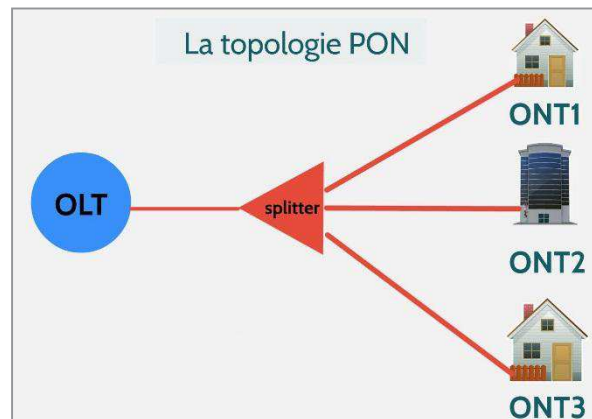 La topologie PON
ONT1
OLT
splitter
ONT2
ONT3